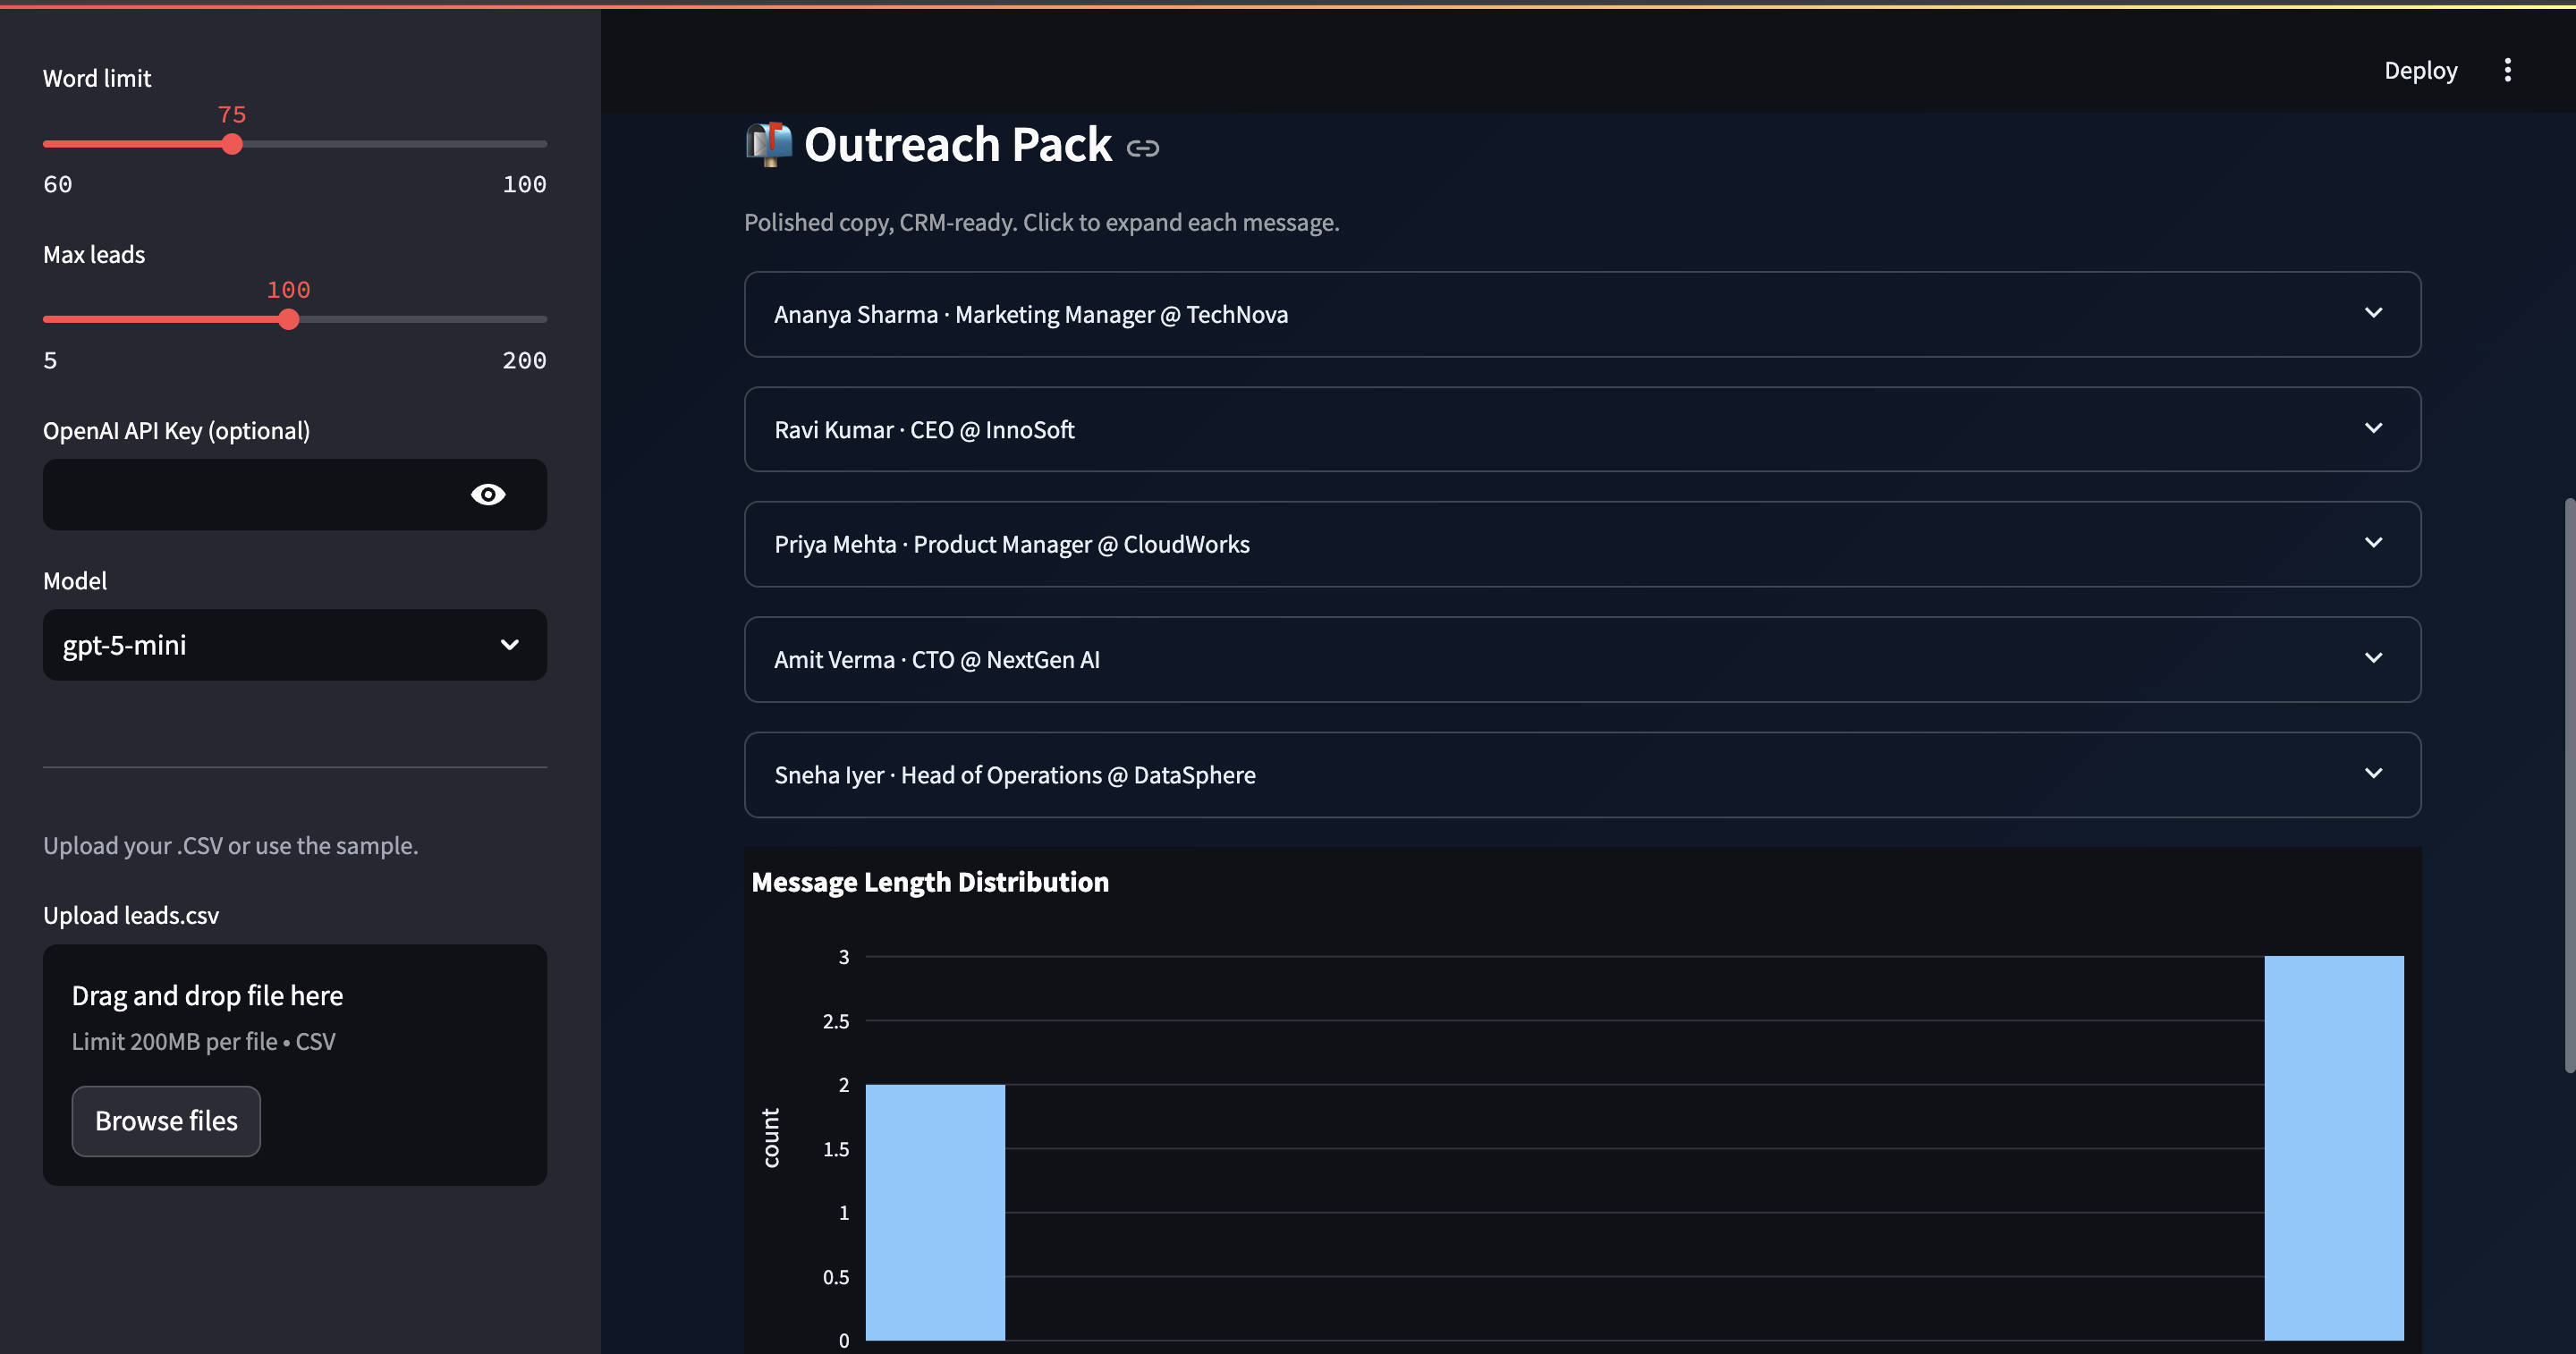 Word limit
75
60 100
Max leads
100
5 200
OpenAI API Key (optional)
Model
gpt-5-mini
Upload your .CSV or use the sample.
Upload leads.csv
Drag and drop file here
Limit 200MB per file • CSV
Browse files
Deploy
📬 Outreach Pack
Polished copy, CRM-ready. Click to expand each message.
Ananya Sharma · Marketing Manager @ TechNova
Ravi Kumar · CEO @ InnoSoft
Priya Mehta · Product Manager @ CloudWorks
Amit Verma · CTO @ NextGen AI
Sneha Iyer · Head of Operations @ DataSphere
Message Length Distribution
3
2.5
2
1.5
1
0.5
0
count